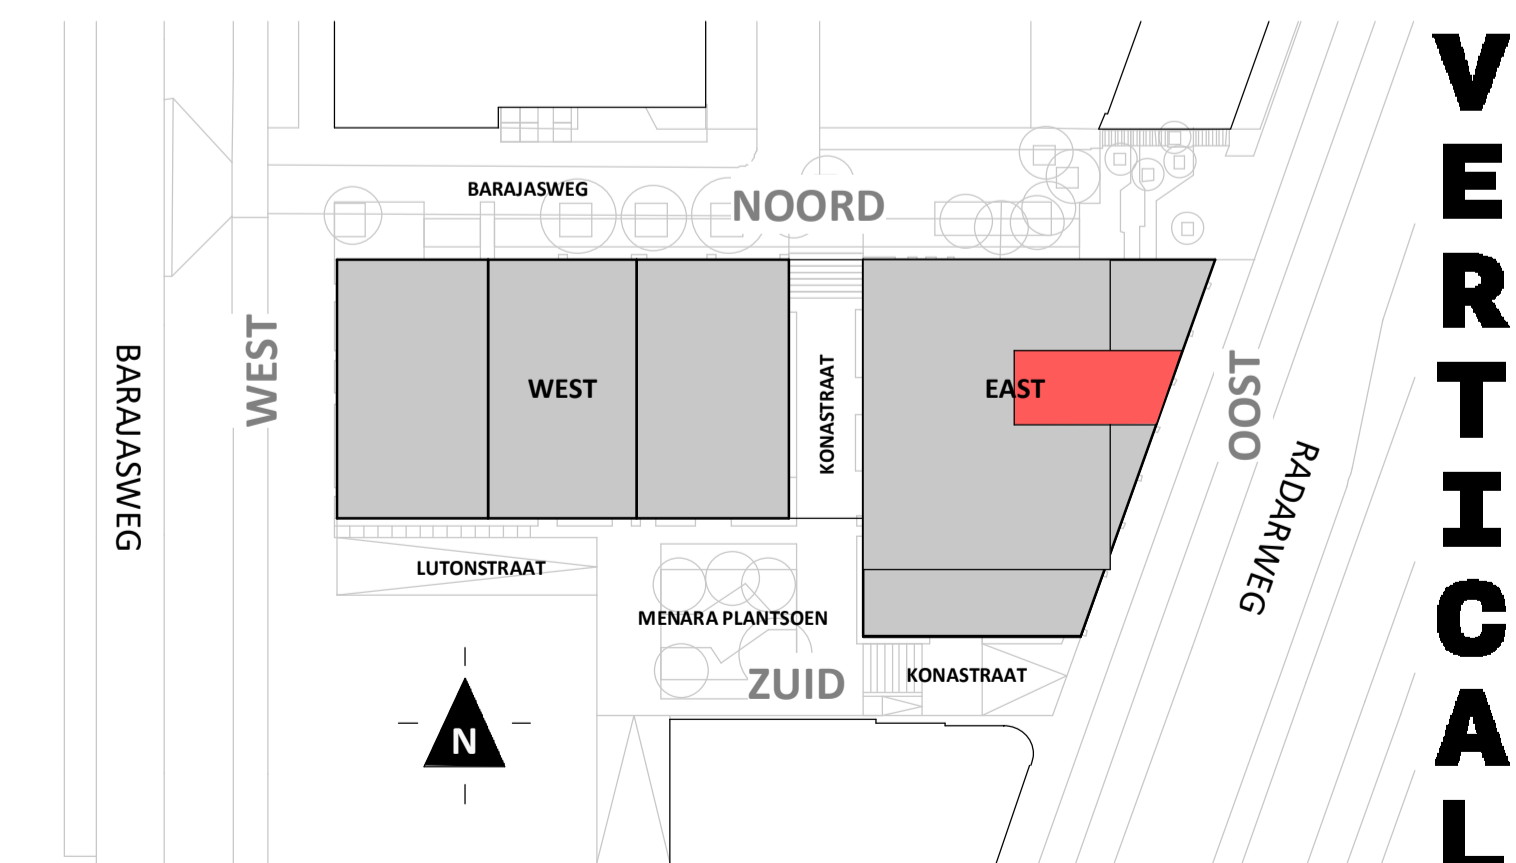 BARAJASWEG
NOORD
WEST
BARAJASWEG
WEST
KONASTRAAT
EAST
OOST
RADARWEG
LUTONSTRAAT
MENARA PLANTSOEN
ZUID
KONASTRAAT
N
VERTICAL